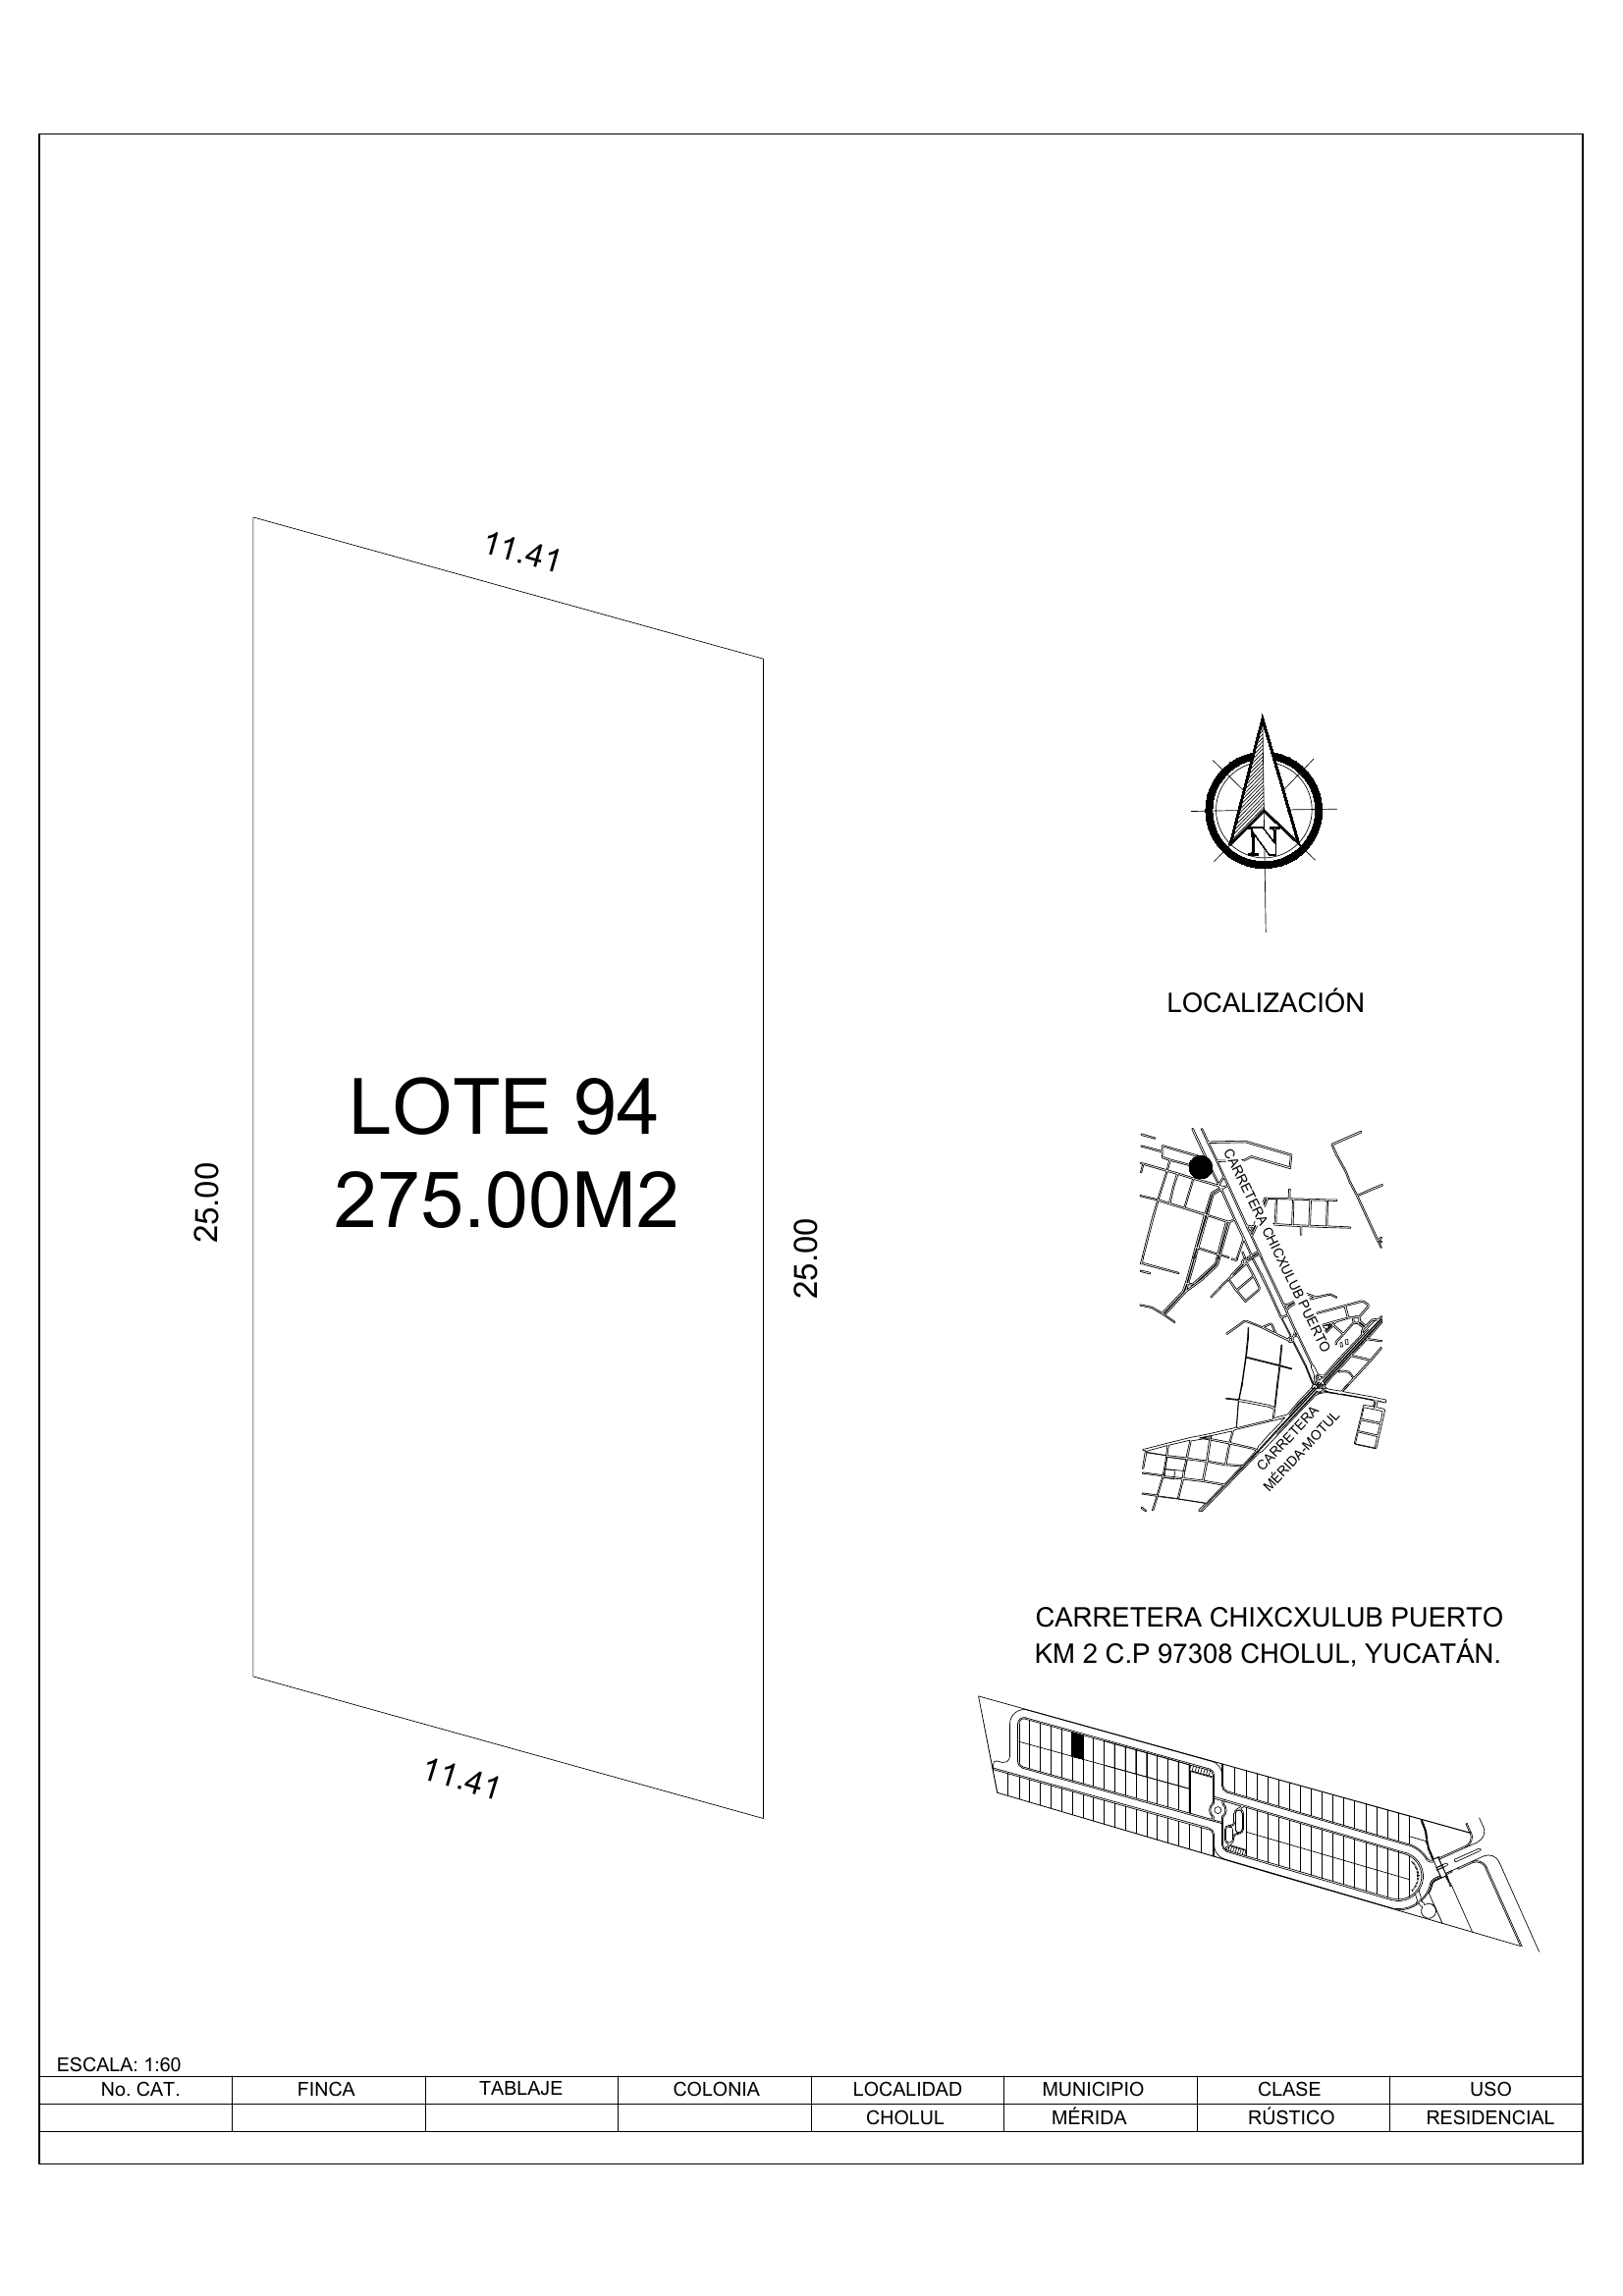 11.41
25.00
LOTE 94
275.00M2
25.00
11.41
N
LOCALIZACIÓN
CARRETERA CHICXULUB PUERTO
CARRETERA
MÉRIDA-MOTUL
CARRETERA CHIXCXULUB PUERTO
KM 2 C.P 97308 CHOLUL, YUCATÁN.
ESCALA: 1:60
No. CAT. FINCA TABLAJE COLONIA LOCALIDAD MUNICIPIO CLASE USO
CHOLUL MÉRIDA RÚSTICO RESIDENCIAL